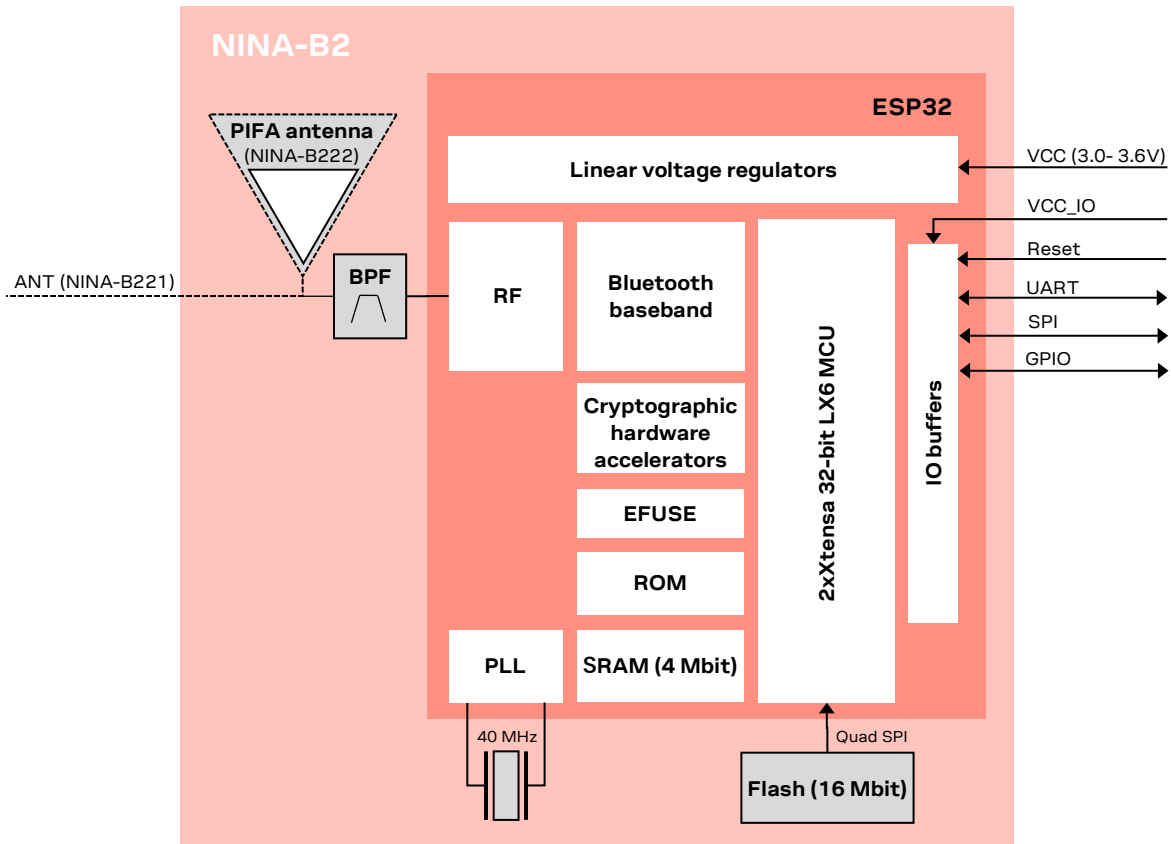 NINA-B2
ESP32
PIFA antenna
(NINA-B222)
Linear voltage regulators
VCC (3.0- 3.6V)
VCC_IO
Reset
UART
SPI
GPIO
ANT (NINA-B221)
BPF
RF
Bluetooth
baseband
Cryptographic
hardware
accelerators
EFUSE
ROM
PLL
SRAM (4 Mbit)
2xXtensa 32-bit LX6 MCU
IO buffers
40 MHz
Quad SPI
Flash (16 Mbit)